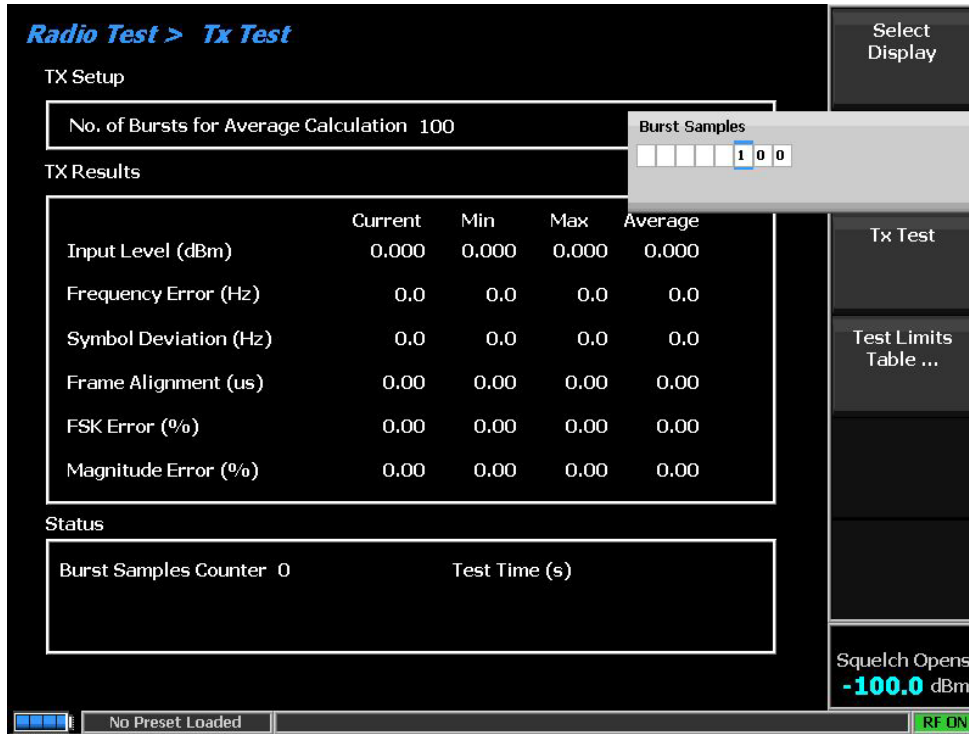 Radio Test > Tx Test
Select
Display
TX Setup
No. of Bursts for Average Calculation 100
Burst Samples
1 0 0
TX Results
Current Min Max Average
Input Level (dBm) 0.000 0.000 0.000 0.000
Frequency Error (Hz) 0.0 0.0 0.0 0.0
Symbol Deviation (Hz) 0.0 0.0 0.0 0.0
Frame Alignment (us) 0.00 0.00 0.00 0.00
FSK Error (%) 0.00 0.00 0.00 0.00
Magnitude Error (%) 0.00 0.00 0.00 0.00
Tx Test
Test Limits
Table ...
Status
Burst Samples Counter 0 Test Time (s)
Squelch Opens
-100.0 dBm
No Preset Loaded
RF ON